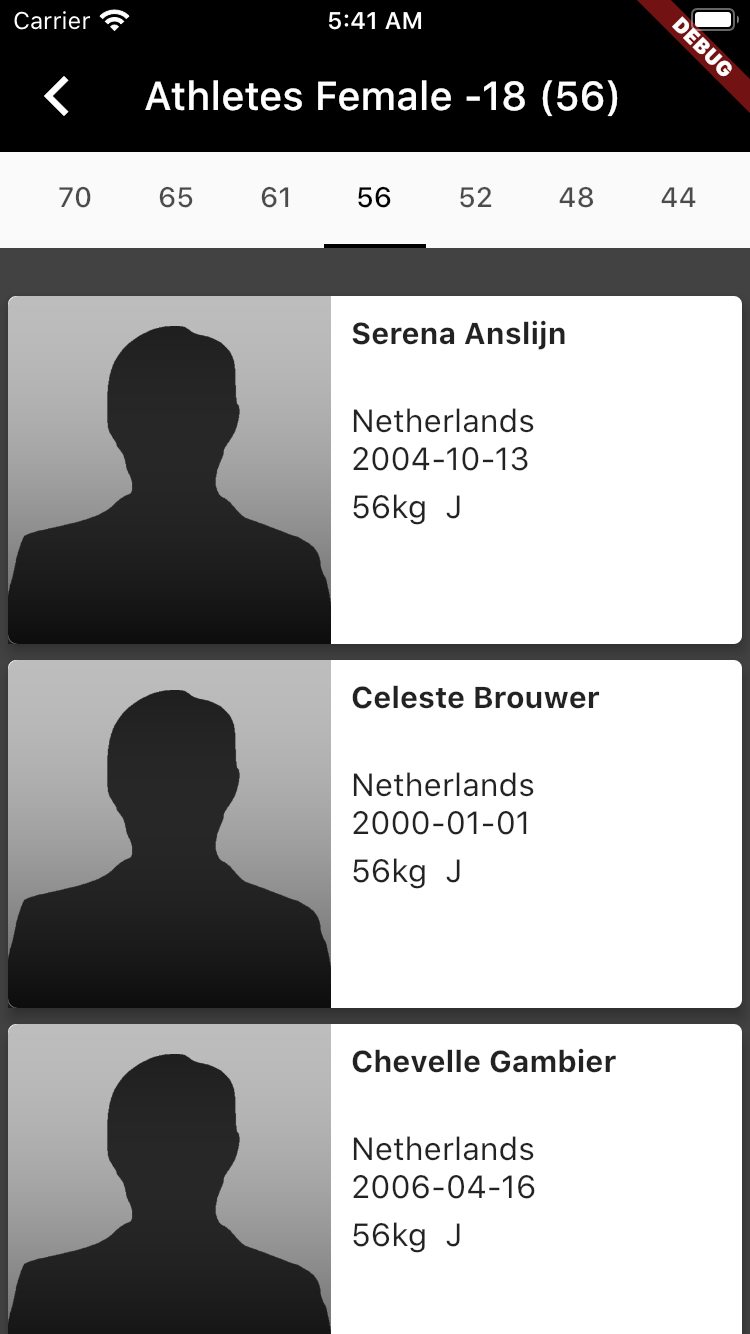 Carrier 5:41 AM
DEBUG
Athletes Female -18 (56)
70 65 61 56 52 48 44
Serena Anslijn
Netherlands
2004-10-13
56kg J
Celeste Brouwer
Netherlands
2000-01-01
56kg J
Chevelle Gambier
Netherlands
2006-04-16
56kg J